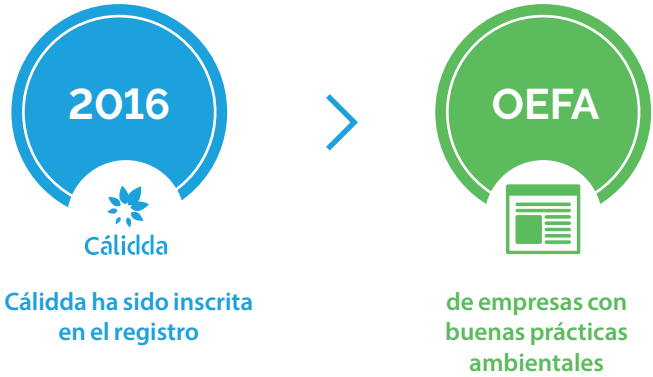 2016
Cálidda
Cálidda ha sido inscrita
en el registro
OEFA
de empresas con
buenas prácticas
ambientales